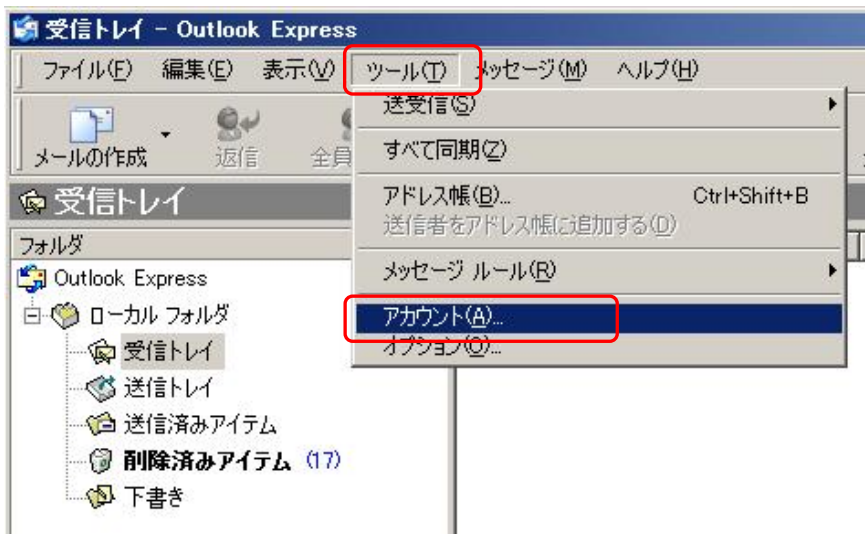 受信トレイ - Outlook Express
ファイル(F) 編集(E) 表示(V) ツール(T) メッセージ(M) ヘルプ(H)
メールの作成 返信 全員
送受信(S)
すべて同期(Z)
アドレス帳(B)... Ctrl+Shift+B
送信者をアドレス帳に追加する(D)
メッセージ ルール(R)
アカウント(A)...
オプション(O)...
受信トレイ
フォルダ
Outlook Express
ローカル フォルダ
受信トレイ
送信トレイ
送信済みアイテム
削除済みアイテム (17)
下書き